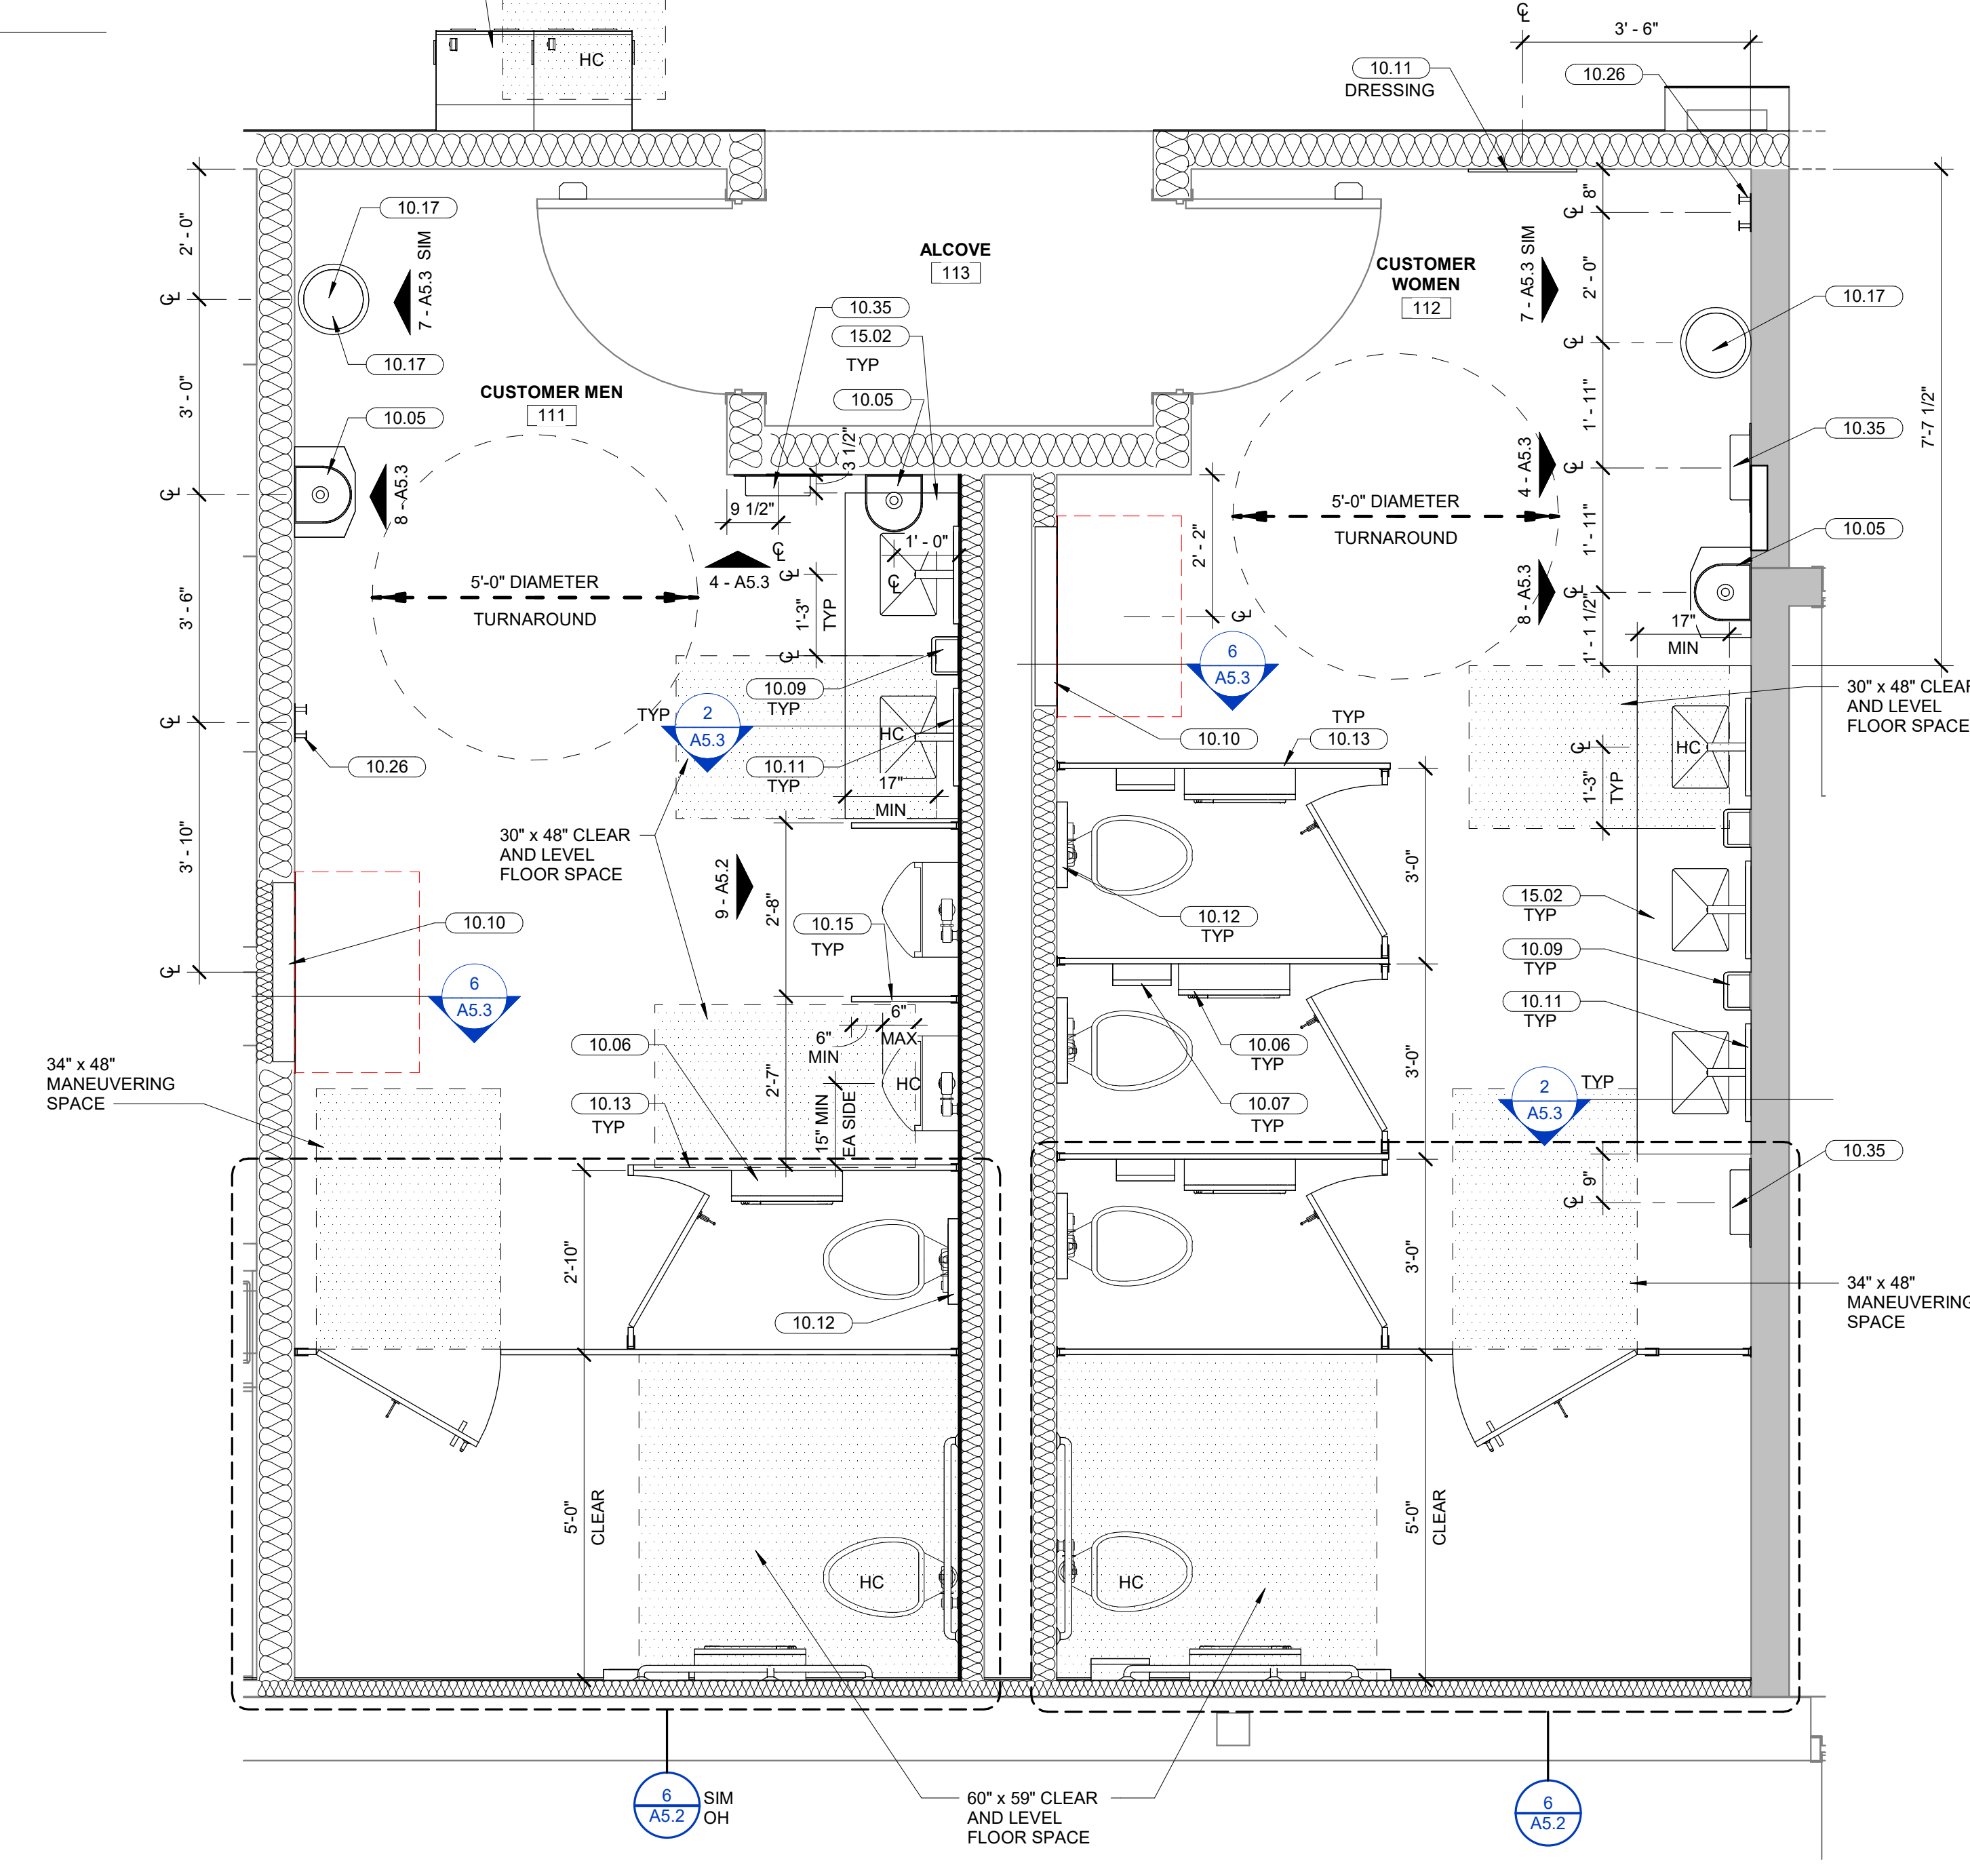 HC
℄
3' - 6"
10.11
DRESSING
10.26
2' - 0"
10.17
7 - A5.3 SIM
10.17
ALCOVE
113
CUSTOMER
WOMEN
112
7 - A5.3 SIM
8"
℄
2' - 0"
10.17
℄
℄
10.35
15.02
TYP
10.05
3' - 0"
CUSTOMER MEN
111
10.05
8 - A5.3
℄
3 1/2"
9 1/2"
℄
4 - A5.3
1' - 0"
℄
℄
1'-3"
TYP
℄
5'-0" DIAMETER
TURNAROUND
2' - 2"
℄
5'-0" DIAMETER
TURNAROUND
4 - A5.3
8 - A5.3
1' - 11"
℄
1' - 11"
℄
1' - 1 1/2"
10.35
10.05
7'-7 1/2"
17"
MIN
3' - 6"
℄
10.26
10.09
TYP
TYP
2
A5.3
10.11
TYP
HC
17"
MIN
6
A5.3
10.10
TYP
10.13
30" x 48" CLEAR
AND LEVEL
FLOOR SPACE
HC
℄
1'-3"
TYP
3' - 10"
℄
10.10
6
A5.3
30" x 48" CLEAR
AND LEVEL
FLOOR SPACE
9 - A5.2
2'-8"
10.15
TYP
10.12
TYP
3'-0"
15.02
TYP
10.09
TYP
10.11
TYP
6"
MIN
6"
MAX
HC
2'-7"
15" MIN
EA SIDE
10.06
10.13
TYP
34" x 48"
MANEUVERING
SPACE
10.06
TYP
10.07
TYP
3'-0"
2
A5.3
TYP
10.35
9"
℄
2'-10"
10.12
3'-0"
34" x 48"
MANEUVERING
SPACE
5'-0"
CLEAR
HC
HC
5'-0"
CLEAR
6
A5.2
SIM
OH
60" x 59" CLEAR
AND LEVEL
FLOOR SPACE
6
A5.2